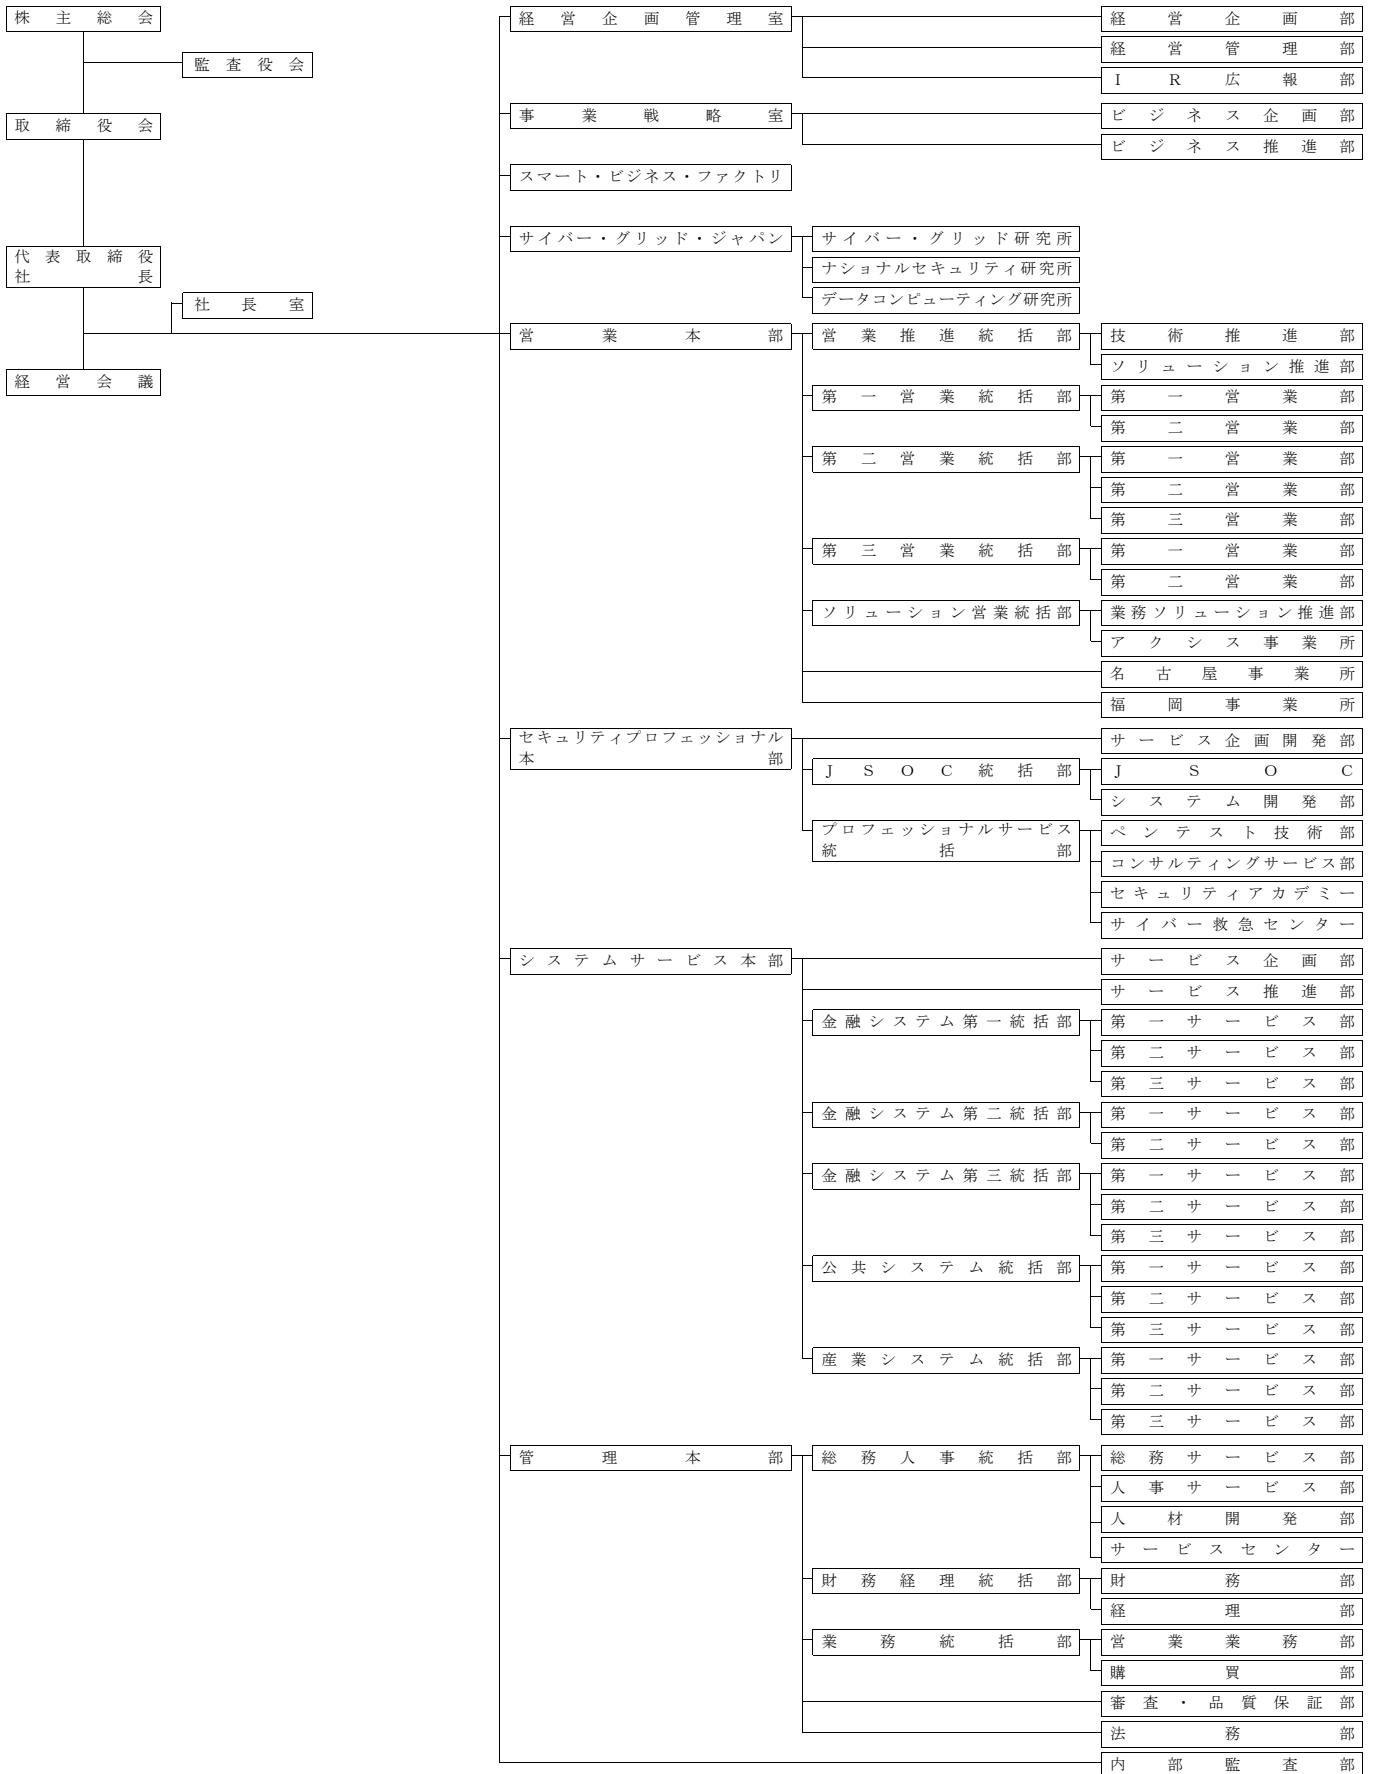 株主総会
監査役会
取締役会
代表取締役
社長
社長室
経営会議
経営企画管理室
経営企画部
経営管理部
ＩＲ広報部
事業戦略室
ビジネス企画部
ビジネス推進部
スマート・ビジネス・ファクトリ
サイバー・グリッド・ジャパン
サイバー・グリッド研究所
ナショナルセキュリティ研究所
データコンピューティング研究所
営業本部
営業推進統括部
技術推進部
ソリューション推進部
第一営業統括部
第一営業部
第二営業部
第二営業統括部
第一営業部
第二営業部
第三営業部
第三営業統括部
第一営業部
第二営業部
ソリューション営業統括部
業務ソリューション推進部
アクシス事業所
名古屋事業所
福岡事業所
セキュリティプロフェッショナル
本部
サービス企画開発部
ＪＳＯＣ統括部
ＪＳＯＣ
システム開発部
プロフェッショナルサービス
統括部
ペンテスト技術部
コンサルティングサービス部
セキュリティアカデミー
サイバー救急センター
システムサービス本部
サービス企画部
サービス推進部
金融システム第一統括部
第一サービス部
第二サービス部
第三サービス部
金融システム第二統括部
第一サービス部
第二サービス部
金融システム第三統括部
第一サービス部
第二サービス部
第三サービス部
公共システム統括部
第一サービス部
第二サービス部
第三サービス部
産業システム統括部
第一サービス部
第二サービス部
第三サービス部
管理本部
総務人事統括部
総務サービス部
人事サービス部
人材開発部
サービスセンター
財務経理統括部
財務部
経理部
業務統括部
営業業務部
購買部
審査・品質保証部
法務部
内部監査部